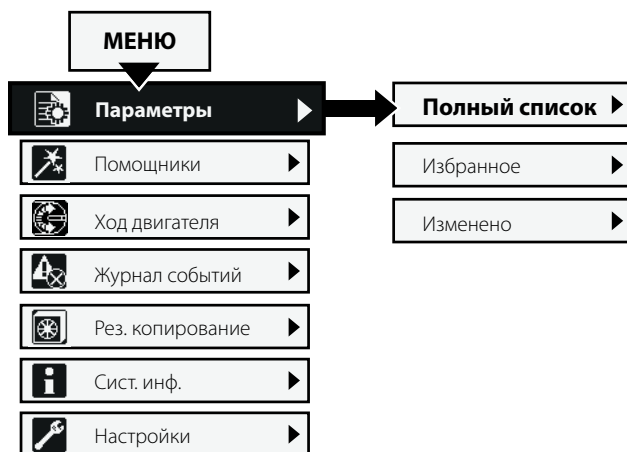 МЕНЮ
Параметры
Полный список
Помощники
Избранное
Ход двигателя
Изменено
Журнал событий
Рез. копирование
Сист. инф.
Настройки